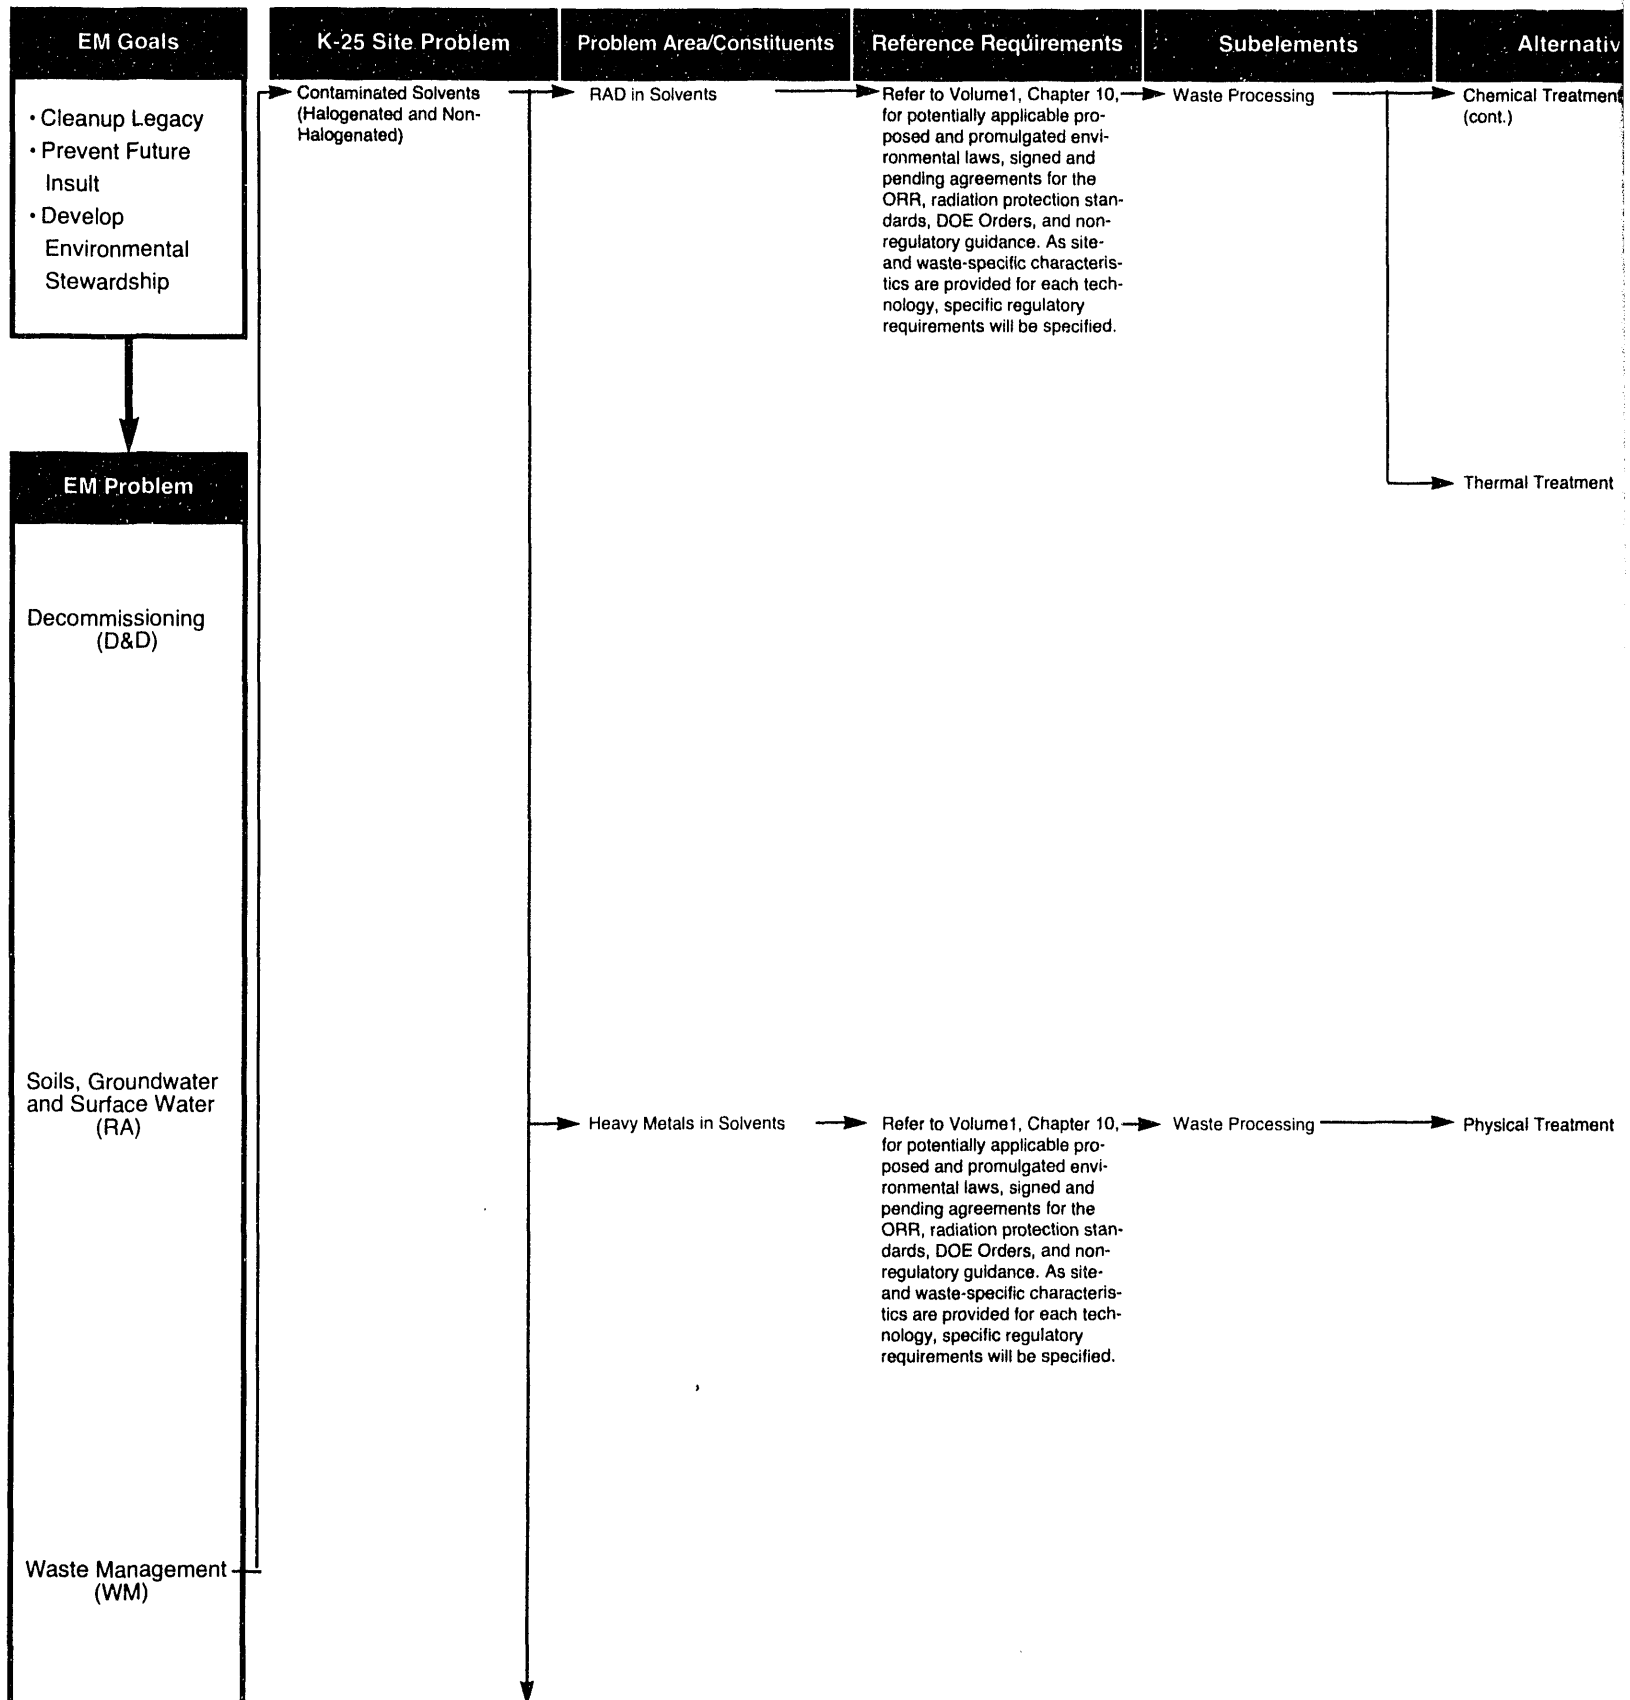 EM Goals
• Cleanup Legacy
• Prevent Future
Insult
• Develop
Environmental
Stewardship
EM Problem
Decommissioning
(D&D)
Soils, Groundwater
and Surface Water
(RA)
Waste Management
(WM)
K-25 Site Problem
Contaminated Solvents
(Halogenated and Non-
Halogenated)
Problem Area/Constituents
RAD in Solvents
Heavy Metals in Solvents
Reference Requirements
Refer to Volume1, Chapter 10,
for potentially applicable pro-
posed and promulgated envi-
ronmental laws, signed and
pending agreements for the
ORR, radiation protection stan-
dards, DOE Orders, and non-
regulatory guidance. As site-
and waste-specific characteris-
tics are provided for each tech-
nology, specific regulatory
requirements will be specified.
Refer to Volume1, Chapter 10,
for potentially applicable pro-
posed and promulgated envi-
ronmental laws, signed and
pending agreements for the
ORR, radiation protection stan-
dards, DOE Orders, and non-
regulatory guidance. As site-
and waste-specific characteris-
tics are provided for each tech-
nology, specific regulatory
requirements will be specified.
Subelements
Waste Processing
Waste Processing
Alternativ
Chemical Treatment
(cont.)
Thermal Treatment
Physical Treatment